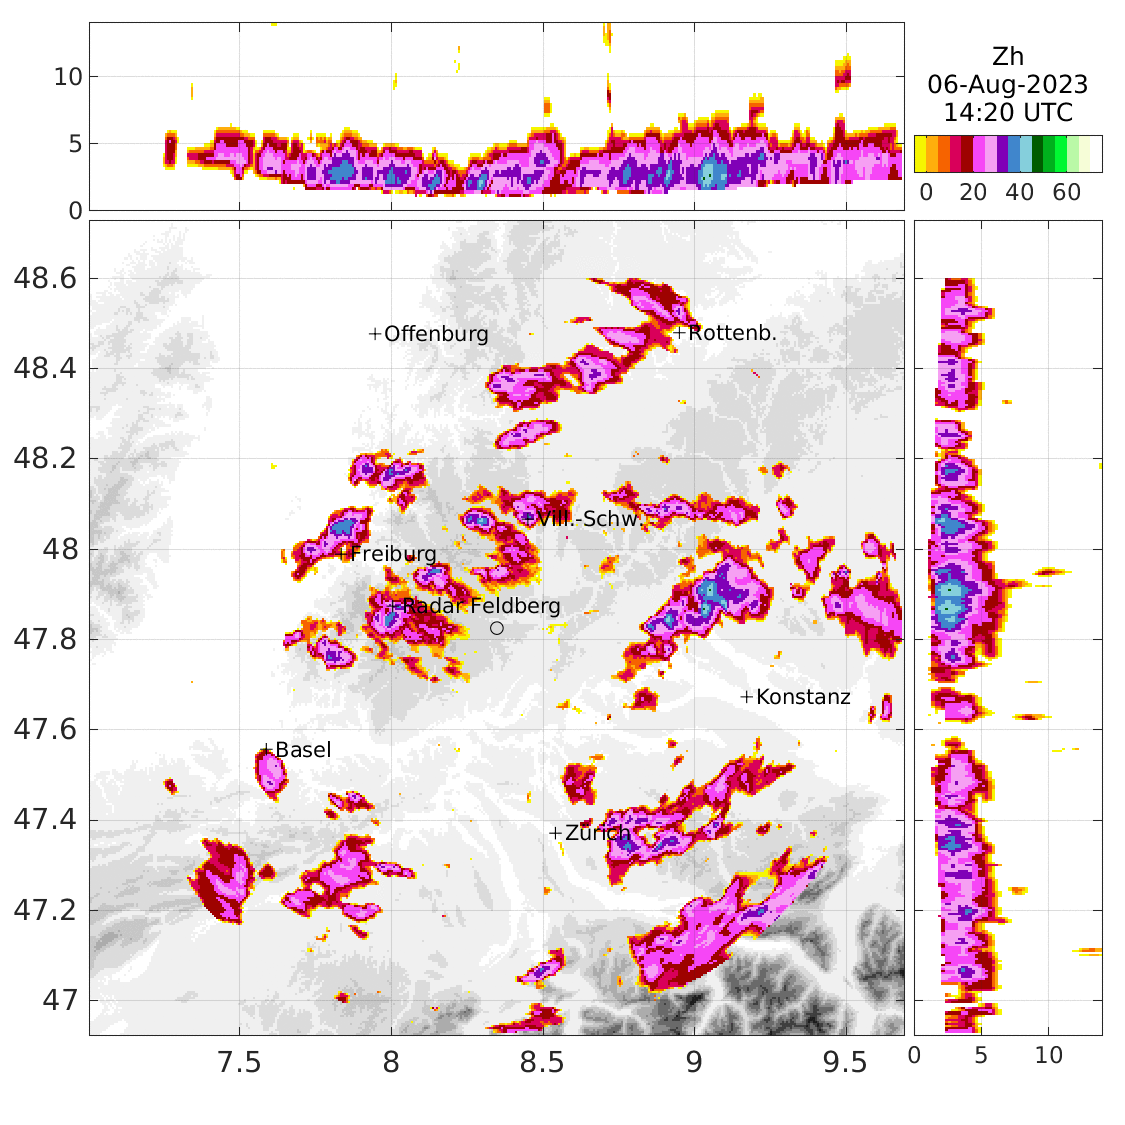 10
5
0
Zh
06-Aug-2023
14:20 UTC
0 20 40 60
48.6
48.4
48.2
48
47.8
47.6
47.4
47.2
47
+Offenburg
+Rottenb.
+Vill.-Schw.
+Freiburg
+Radar Feldberg
+Konstanz
+Basel
+Zurich
7.5 8 8.5 9 9.5
0 5 10